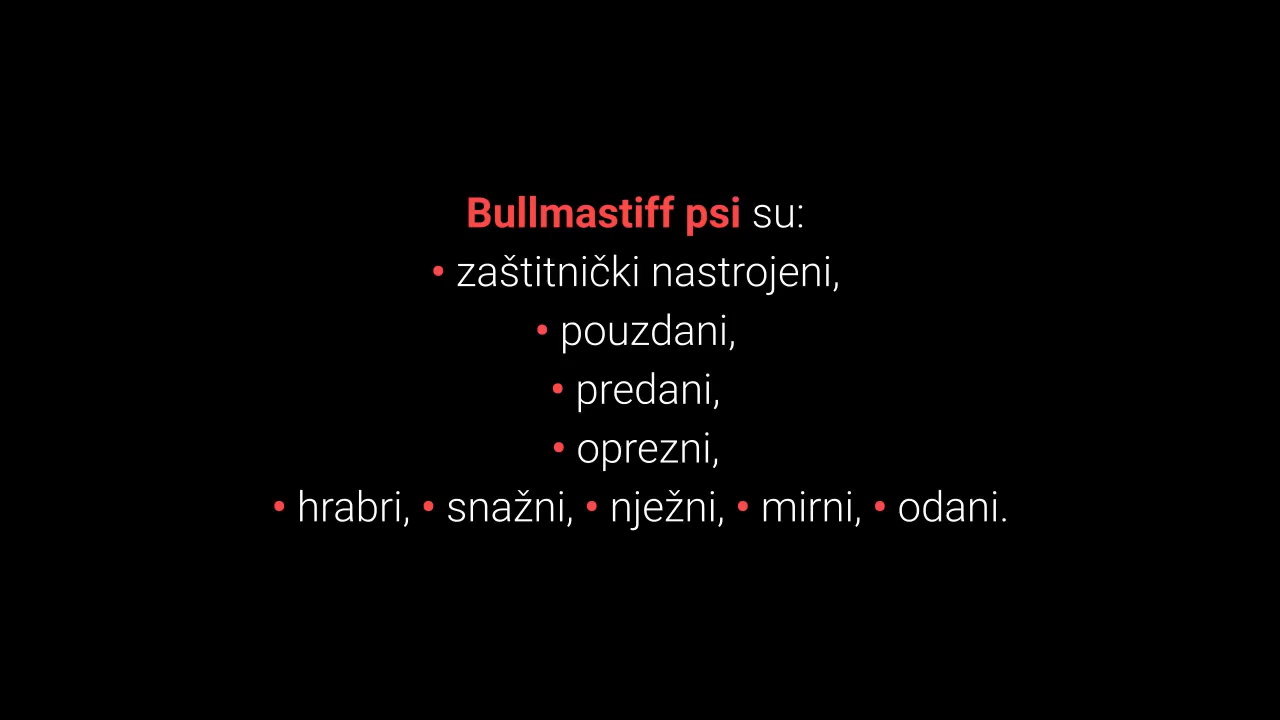 Bullmastiff psi su:
• zaštitnički nastrojeni,
• pouzdani,
• predani,
• oprezni,
• hrabri, • snažni, • nježni, • mirni, • odani.